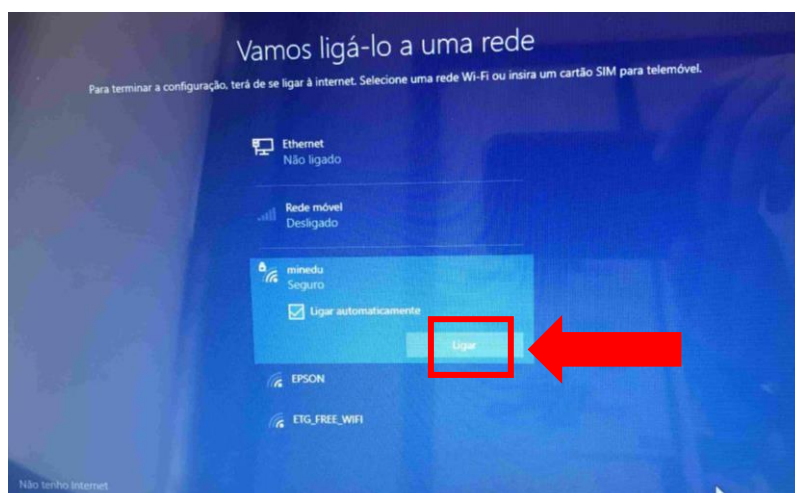 Vamos ligá-lo a uma rede
Para terminar a configuração, terá de se ligar à internet. Selecione uma rede Wi-Fi ou insira um cartão SIM para telemóvel.
Ethernet
Não ligado
Rede móvel
Desligado
minedu
Seguro
Ligar automaticamente
Ligar
EPSON
ETG_FREE_WIFI
Não tenho Internet